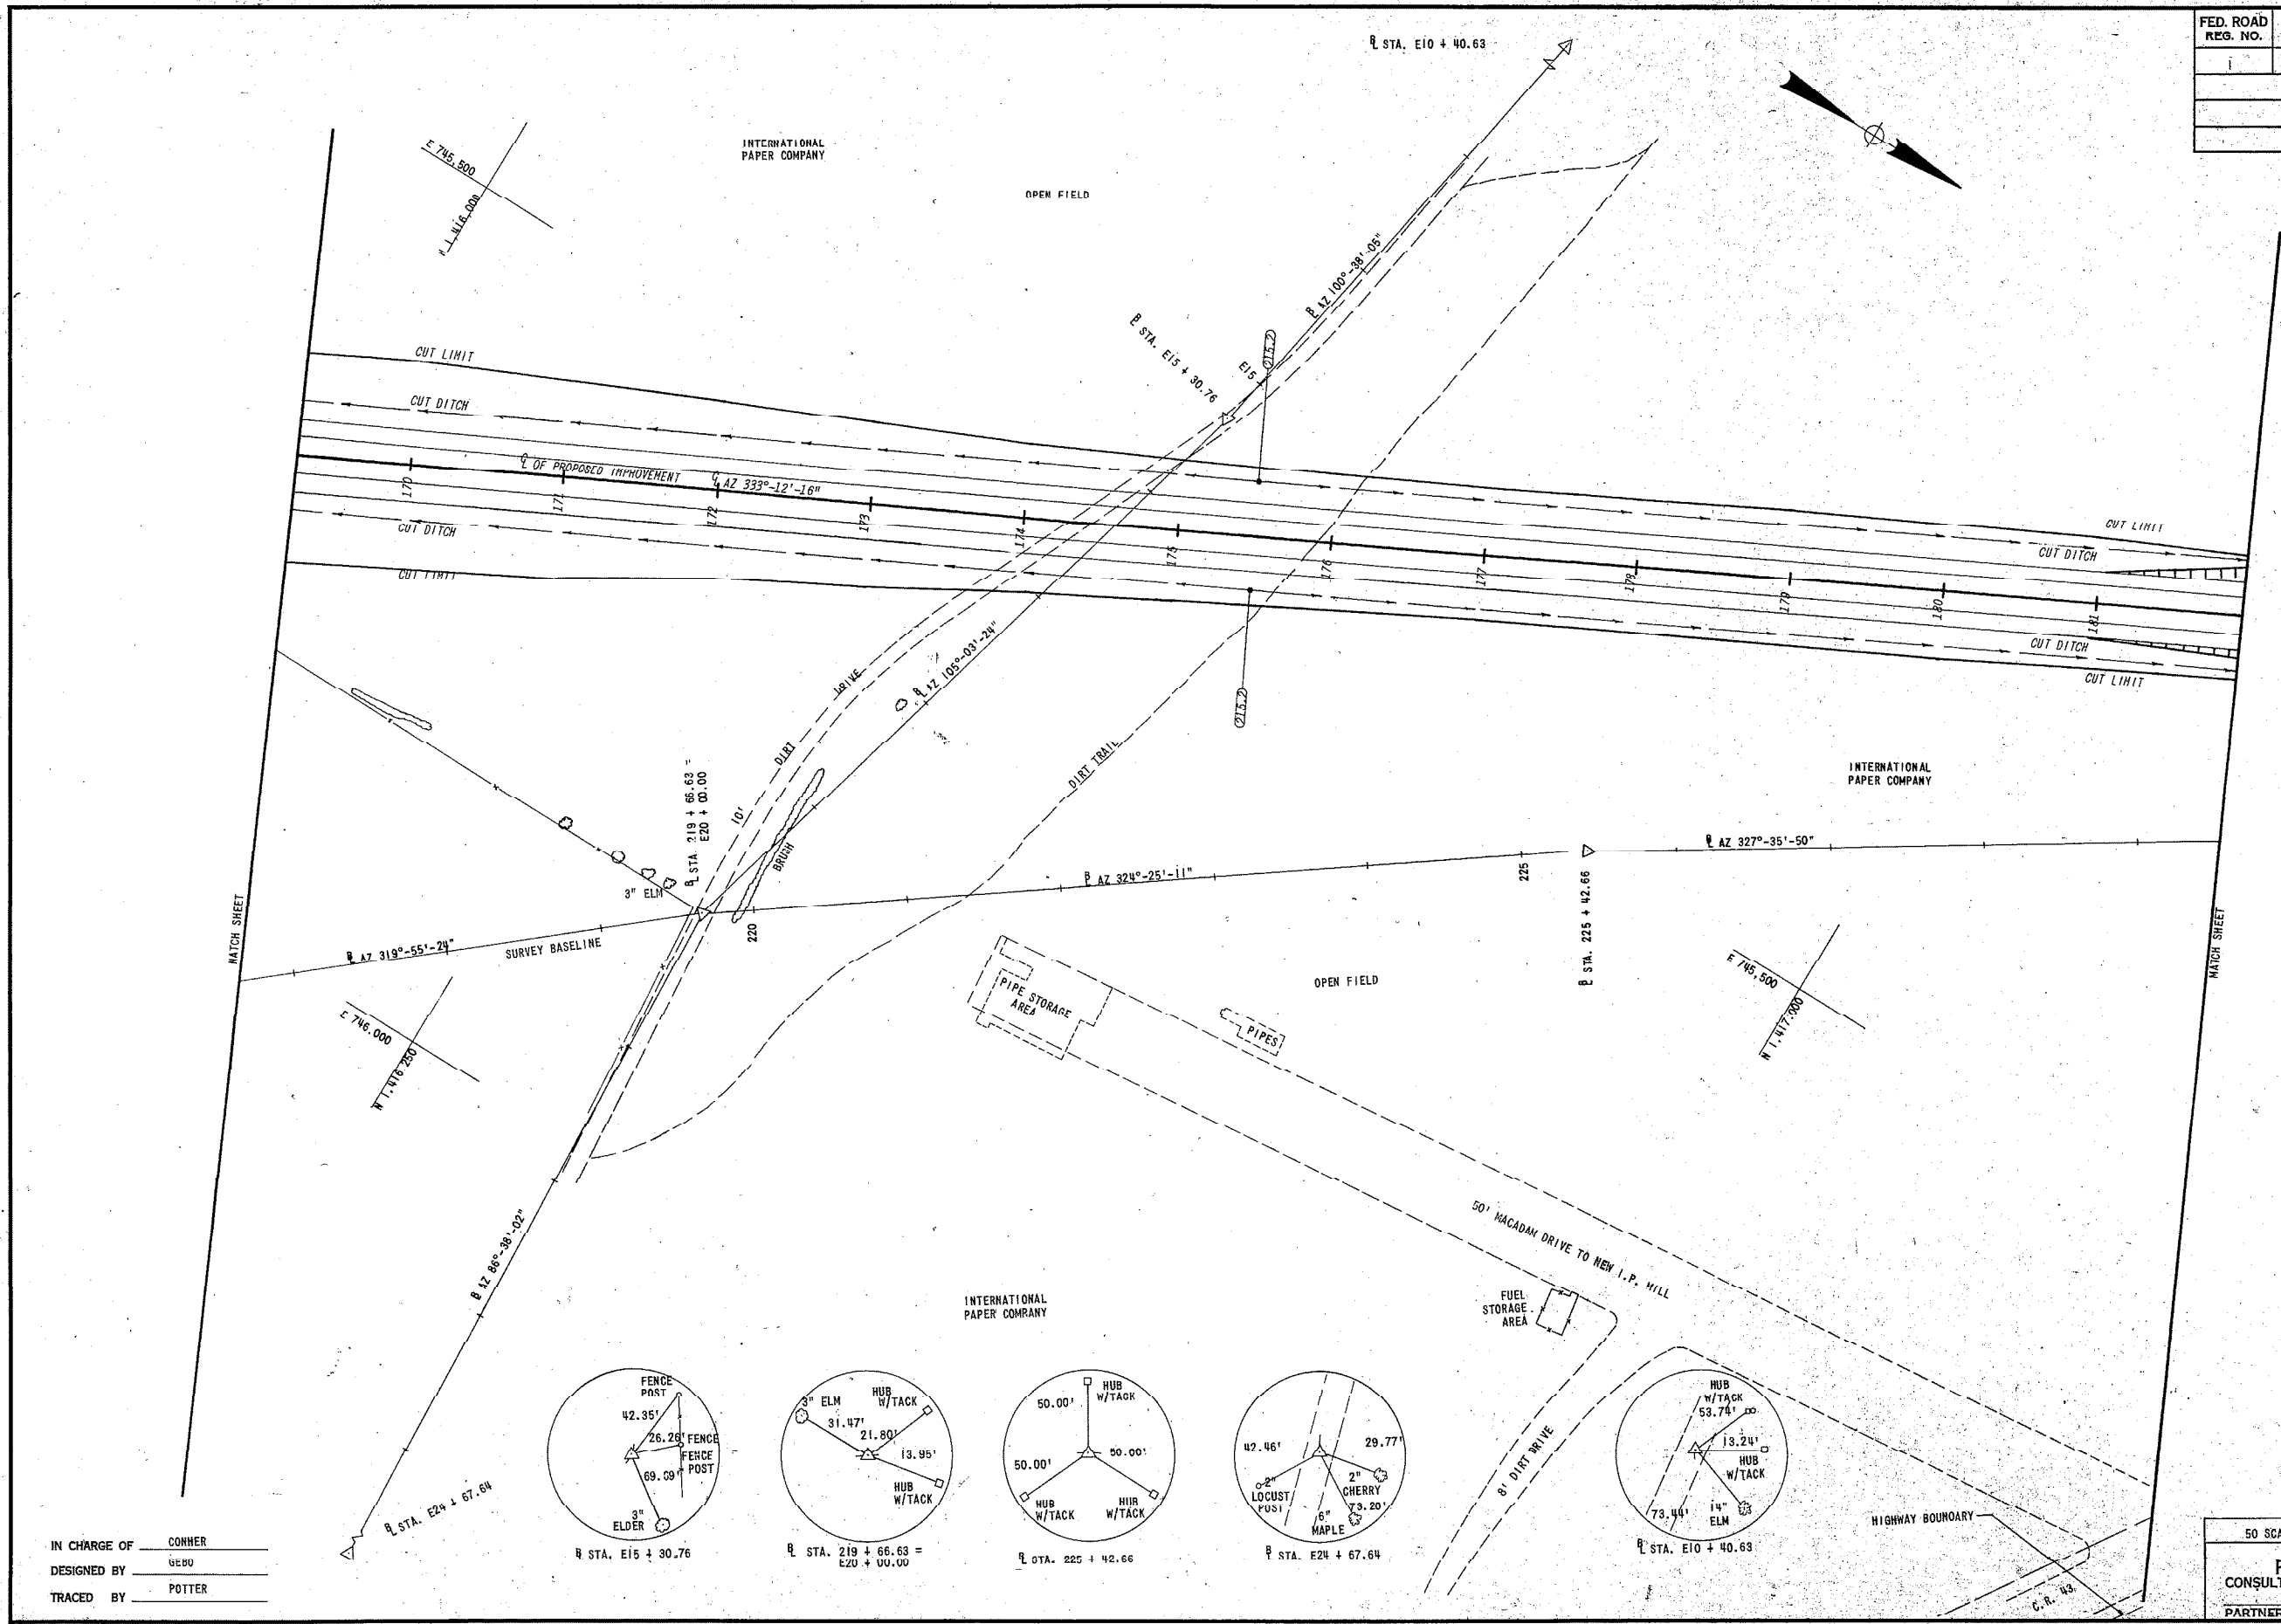 FED. ROAD
REG. NO.
1
℄ STA. E10 + 40.63
E 745,500
N 1,416,000
INTERNATIONAL
PAPER COMPANY
OPEN FIELD
℄ AZ 100°-38'-05"
℄ STA. E15 + 30.76
E15
215.2
CUT LIMIT
CUT DITCH
℄ OF PROPOSED IMPROVEMENT
℄ AZ 333°-12'-16"
170
171
172
173
174
175
176
177
178
179
180
181
CUT LIMIT
CUT DITCH
CUT DITCH
CUT LIMIT
CUT DITCH
CUT LIMIT
215.2
℄ AZ 105°-03'-24"
10' DIRT DRIVE
DIRT TRAIL
BRUSH
℄ STA. 219 + 66.63 =
E20 + 00.00
3" ELM
INTERNATIONAL
PAPER COMPANY
℄ AZ 327°-35'-50"
℄ AZ 324°-25'-11"
225
220
℄ STA. 225 + 42.66
MATCH SHEET
MATCH SHEET
℄ AZ 319°-55'-24"
SURVEY BASELINE
OPEN FIELD
PIPE STORAGE
AREA
PIPES
E 745,500
N 1,417,000
E 746,000
N 1,416,250
℄ AZ 86°-38'-02"
50' MACADAM DRIVE TO NEW I.P. MILL
INTERNATIONAL
PAPER COMPANY
FUEL
STORAGE
AREA
8' DIRT DRIVE
℄ STA. E24 + 67.64
FENCE
POST
42.35'
26.26'
FENCE
FENCE
POST
69.69'
3"
ELDER
℄ STA. E15 + 30.76
3" ELM
HUB
W/TACK
31.47'
21.80'
13.95'
HUB
W/TACK
℄ STA. 219 + 66.63 =
E20 + 00.00
HUB
W/TACK
50.00'
50.00'
50.00'
HUB
W/TACK
HUB
W/TACK
℄ STA. 225 + 42.66
42.46'
29.77'
2"
LOCUST
POST
2"
CHERRY
73.20'
6"
MAPLE
℄ STA. E24 + 67.64
HUB
W/TACK
53.74'
13.24'
HUB
W/TACK
73.44'
14"
ELM
℄ STA. E10 + 40.63
HIGHWAY BOUNDARY
C.R. 43
IN CHARGE OF CONHER
DESIGNED BY GEBO
TRACED BY POTTER
50